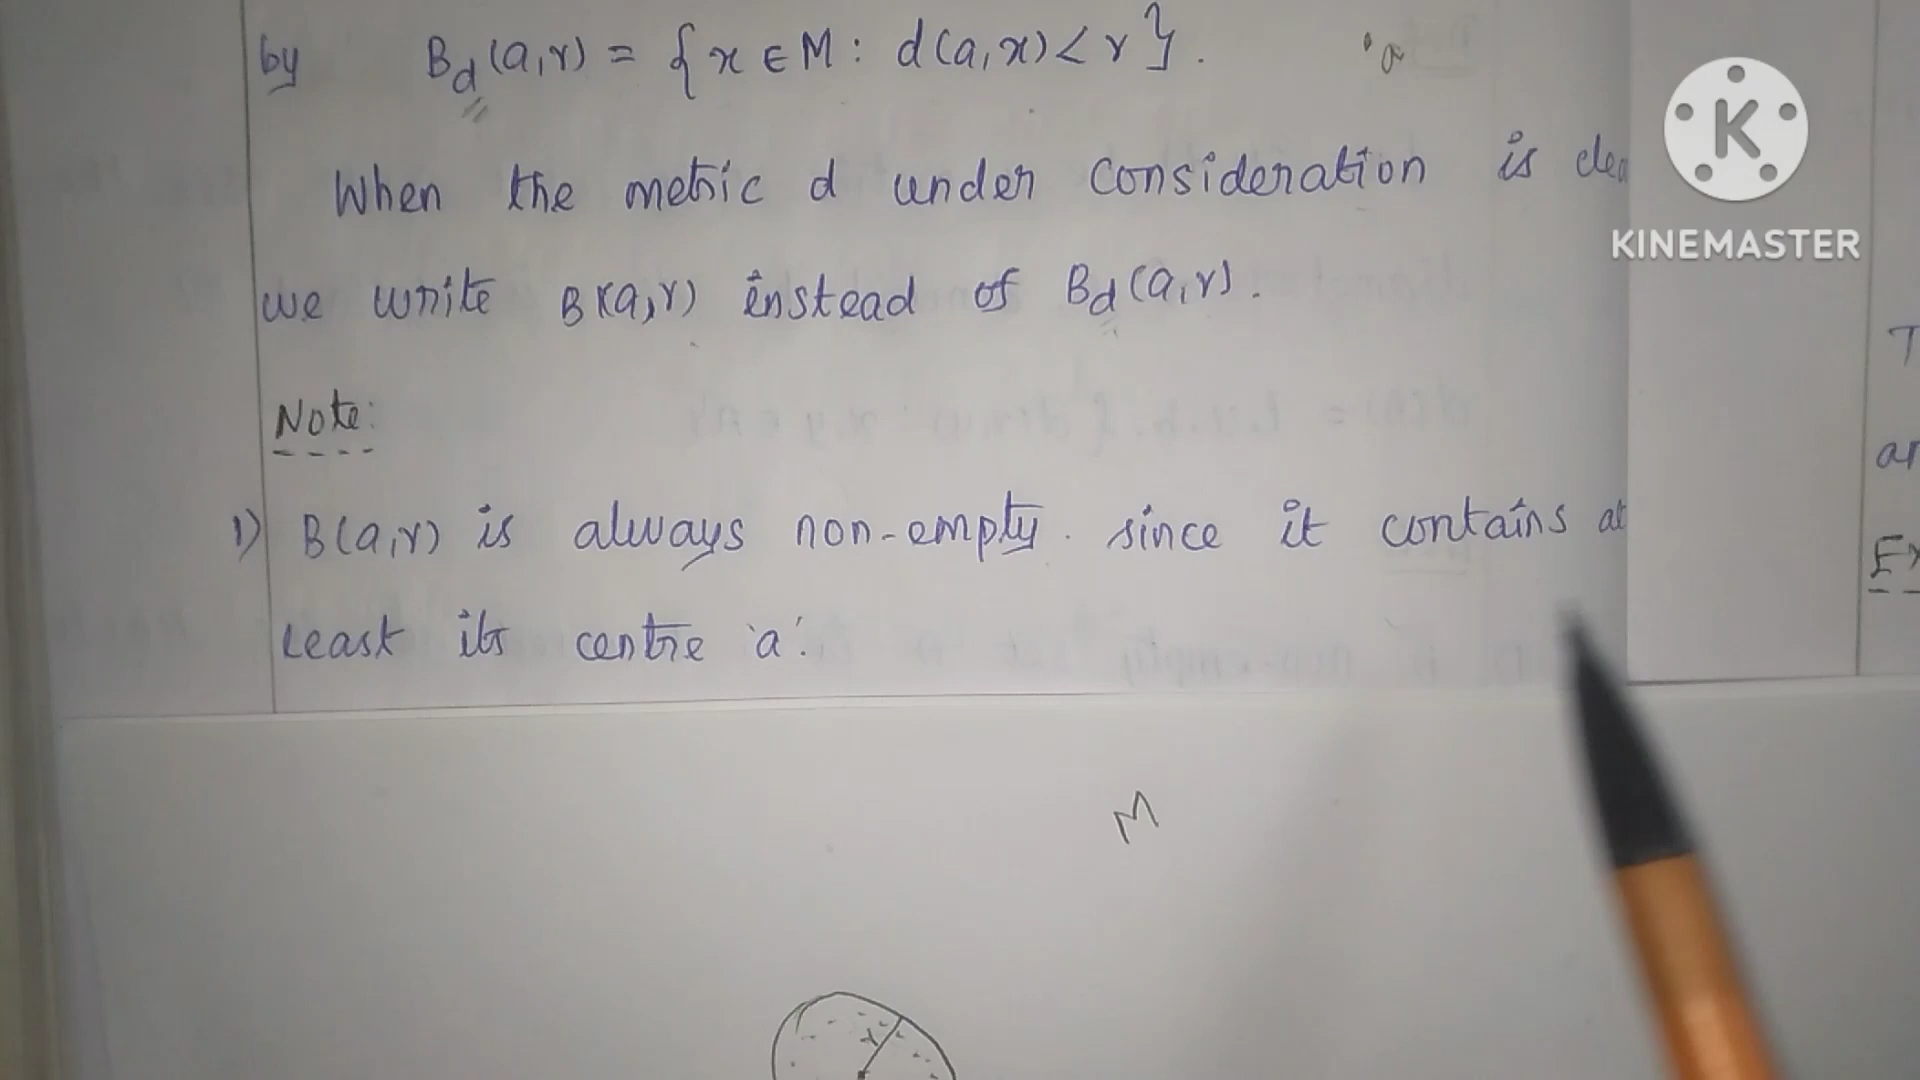 by B_d(a,r) = {x ∈ M : d(a,x) < r}.
a
When the metric d under consideration is
we write B(a,r) instead of B_d(a,r).
Note:
1) B(a,r) is always non-empty. since it contains at
least its centre 'a'.
M
r
K
KINEMASTER